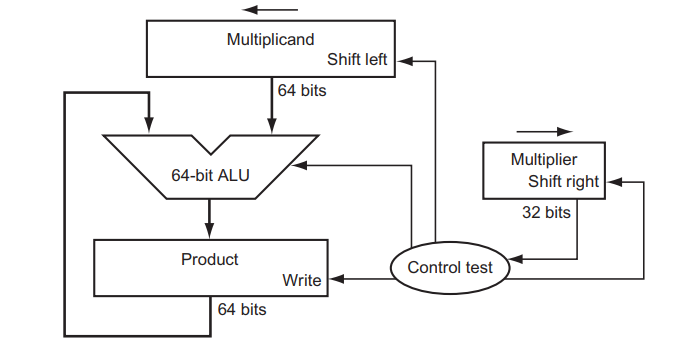 Multiplicand
Shift left
64 bits
64-bit ALU
Multiplier
Shift right
32 bits
Product
Write
Control test
64 bits